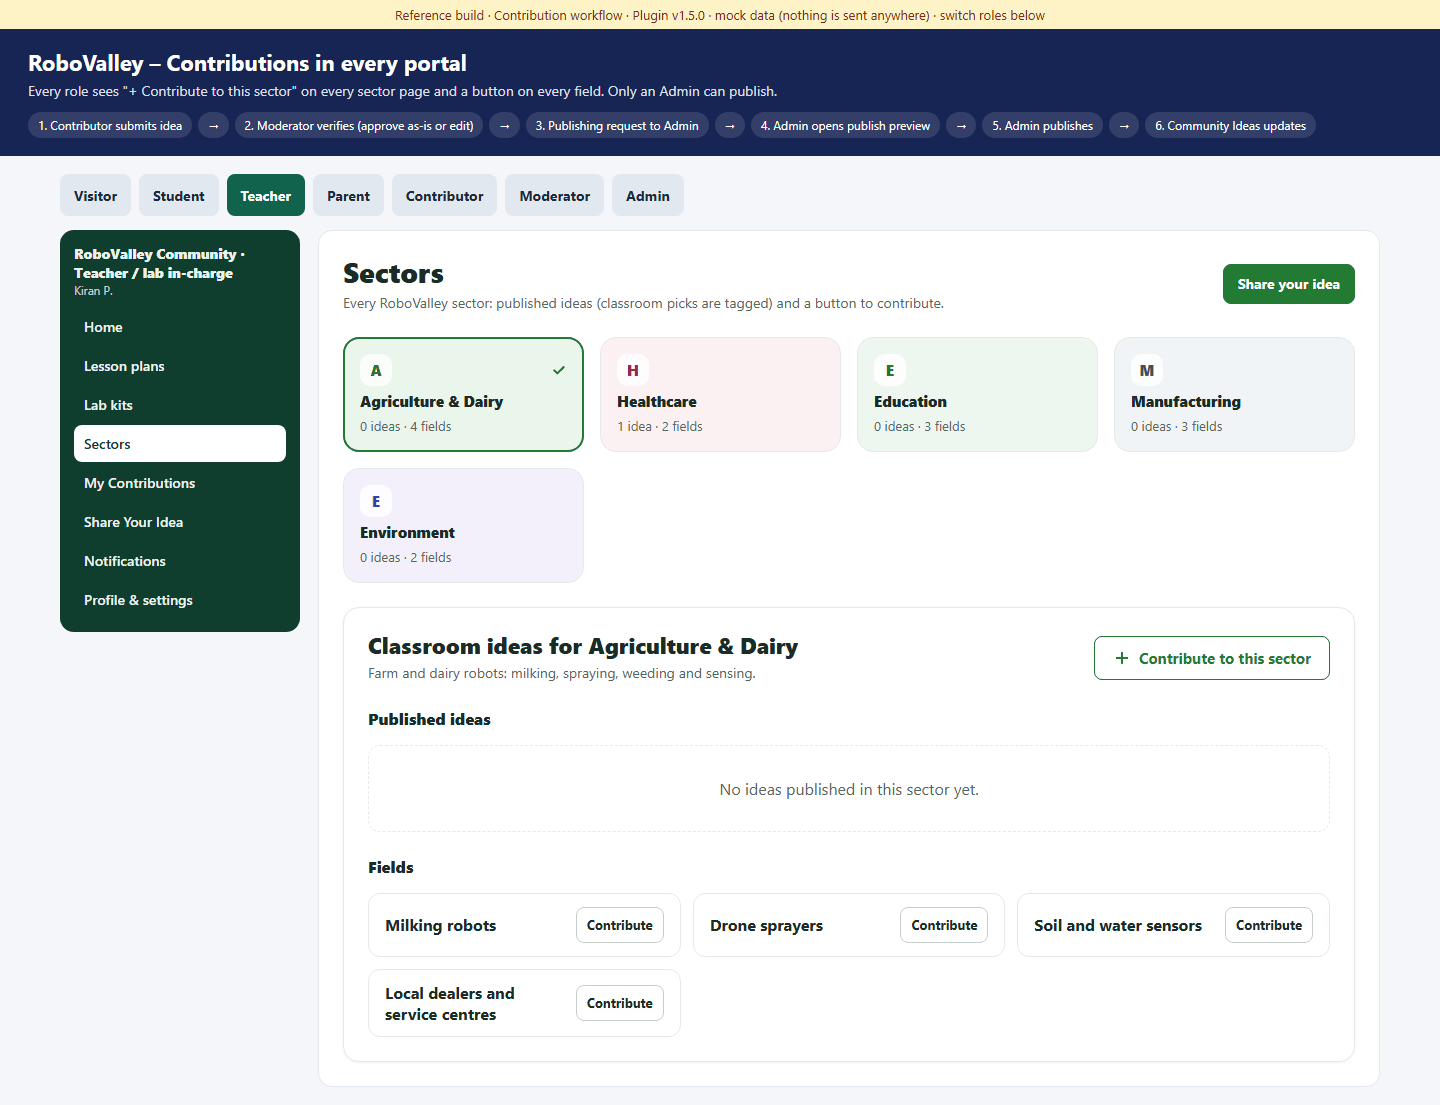 Reference build · Contribution workflow · Plugin v1.5.0 · mock data (nothing is sent anywhere) · switch roles below
RoboValley – Contributions in every portal
Every role sees "+ Contribute to this sector" on every sector page and a button on every field. Only an Admin can publish.
1. Contributor submits idea → 2. Moderator verifies (approve as-is or edit) → 3. Publishing request to Admin → 4. Admin opens publish preview → 5. Admin publishes → 6. Community Ideas updates
Visitor Student Teacher Parent Contributor Moderator Admin
RoboValley Community ·
Teacher / lab in-charge
Kiran P.
Home
Lesson plans
Lab kits
Sectors
My Contributions
Share Your Idea
Notifications
Profile & settings
Sectors
Every RoboValley sector: published ideas (classroom picks are tagged) and a button to contribute.
Share your idea
A
Agriculture & Dairy
0 ideas · 4 fields
H
Healthcare
1 idea · 2 fields
E
Education
0 ideas · 3 fields
M
Manufacturing
0 ideas · 3 fields
E
Environment
0 ideas · 2 fields
Classroom ideas for Agriculture & Dairy
Farm and dairy robots: milking, spraying, weeding and sensing.
+ Contribute to this sector
Published ideas
No ideas published in this sector yet.
Fields
Milking robots Contribute
Drone sprayers Contribute
Soil and water sensors Contribute
Local dealers and
service centres
Contribute